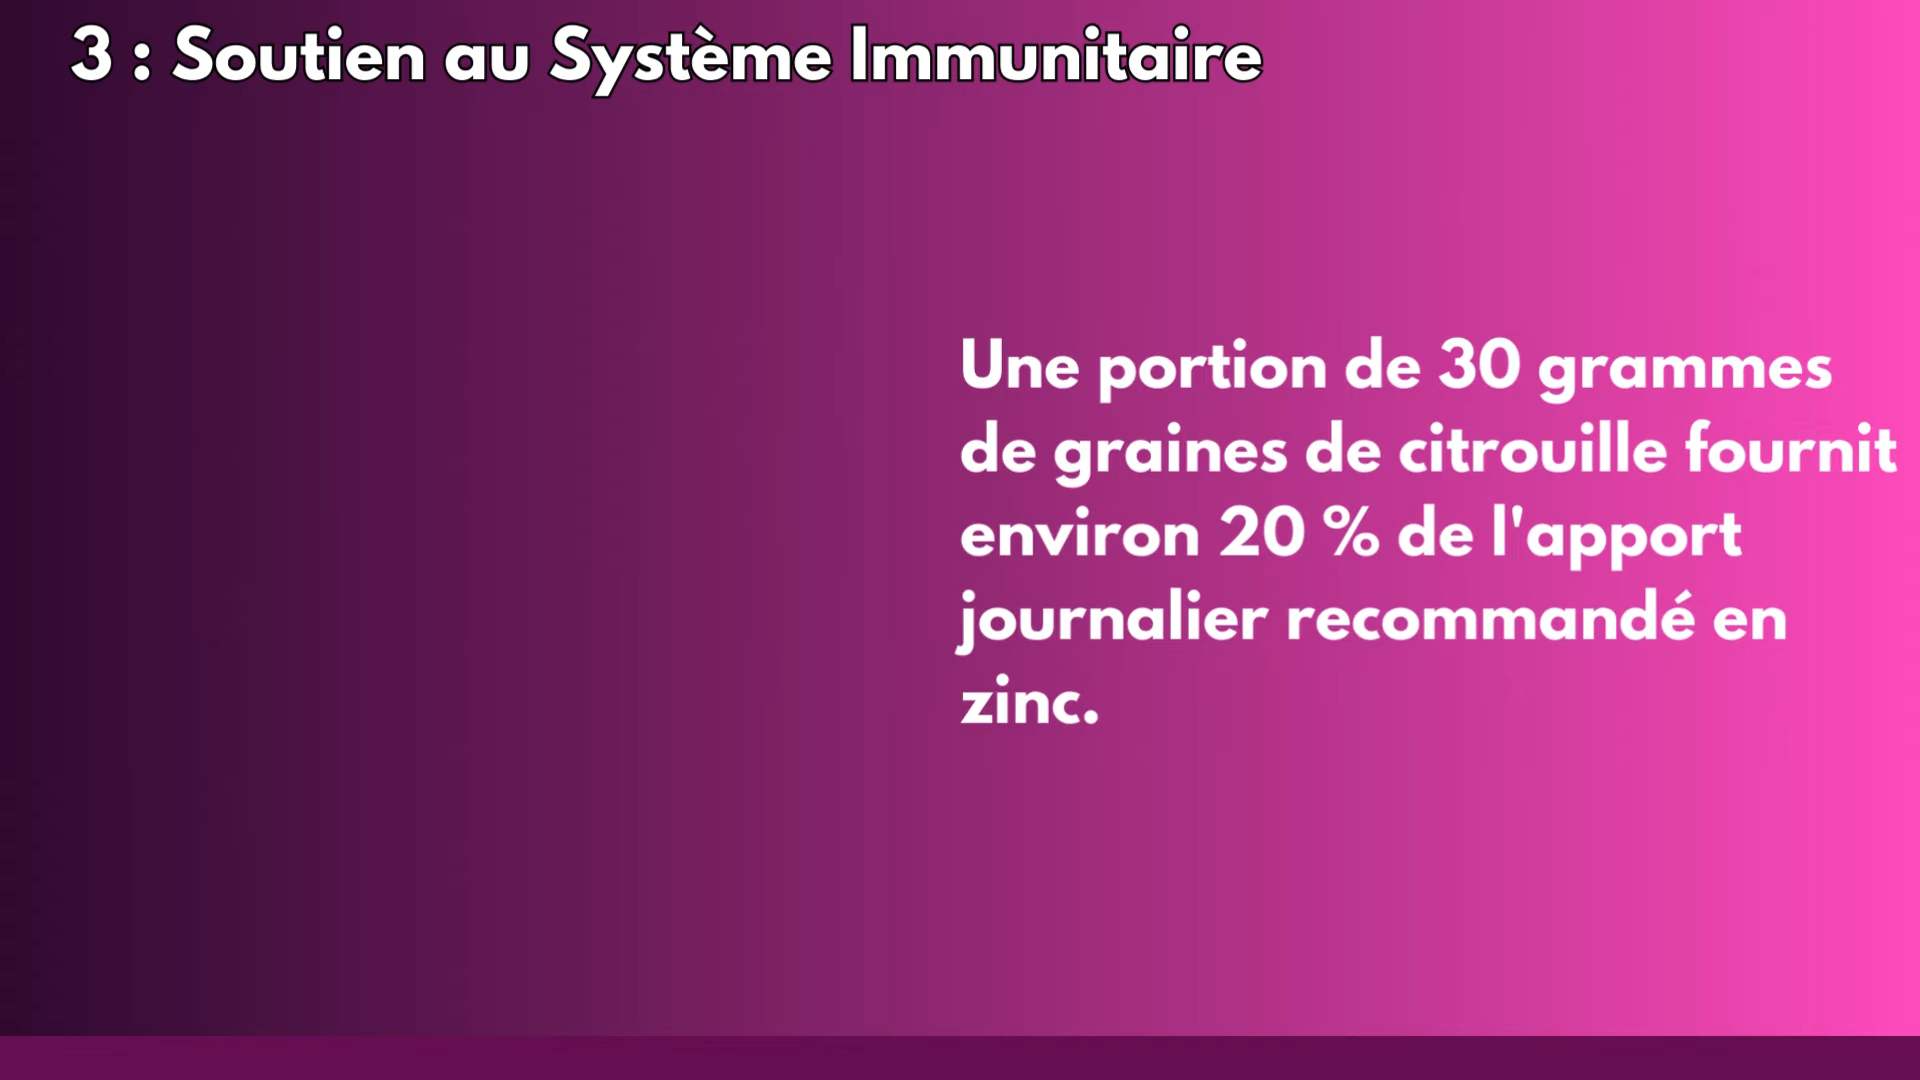 3 : Soutien au Système Immunitaire
Une portion de 30 grammes
de graines de citrouille fournit
environ 20 % de l'apport
journalier recommandé en
zinc.